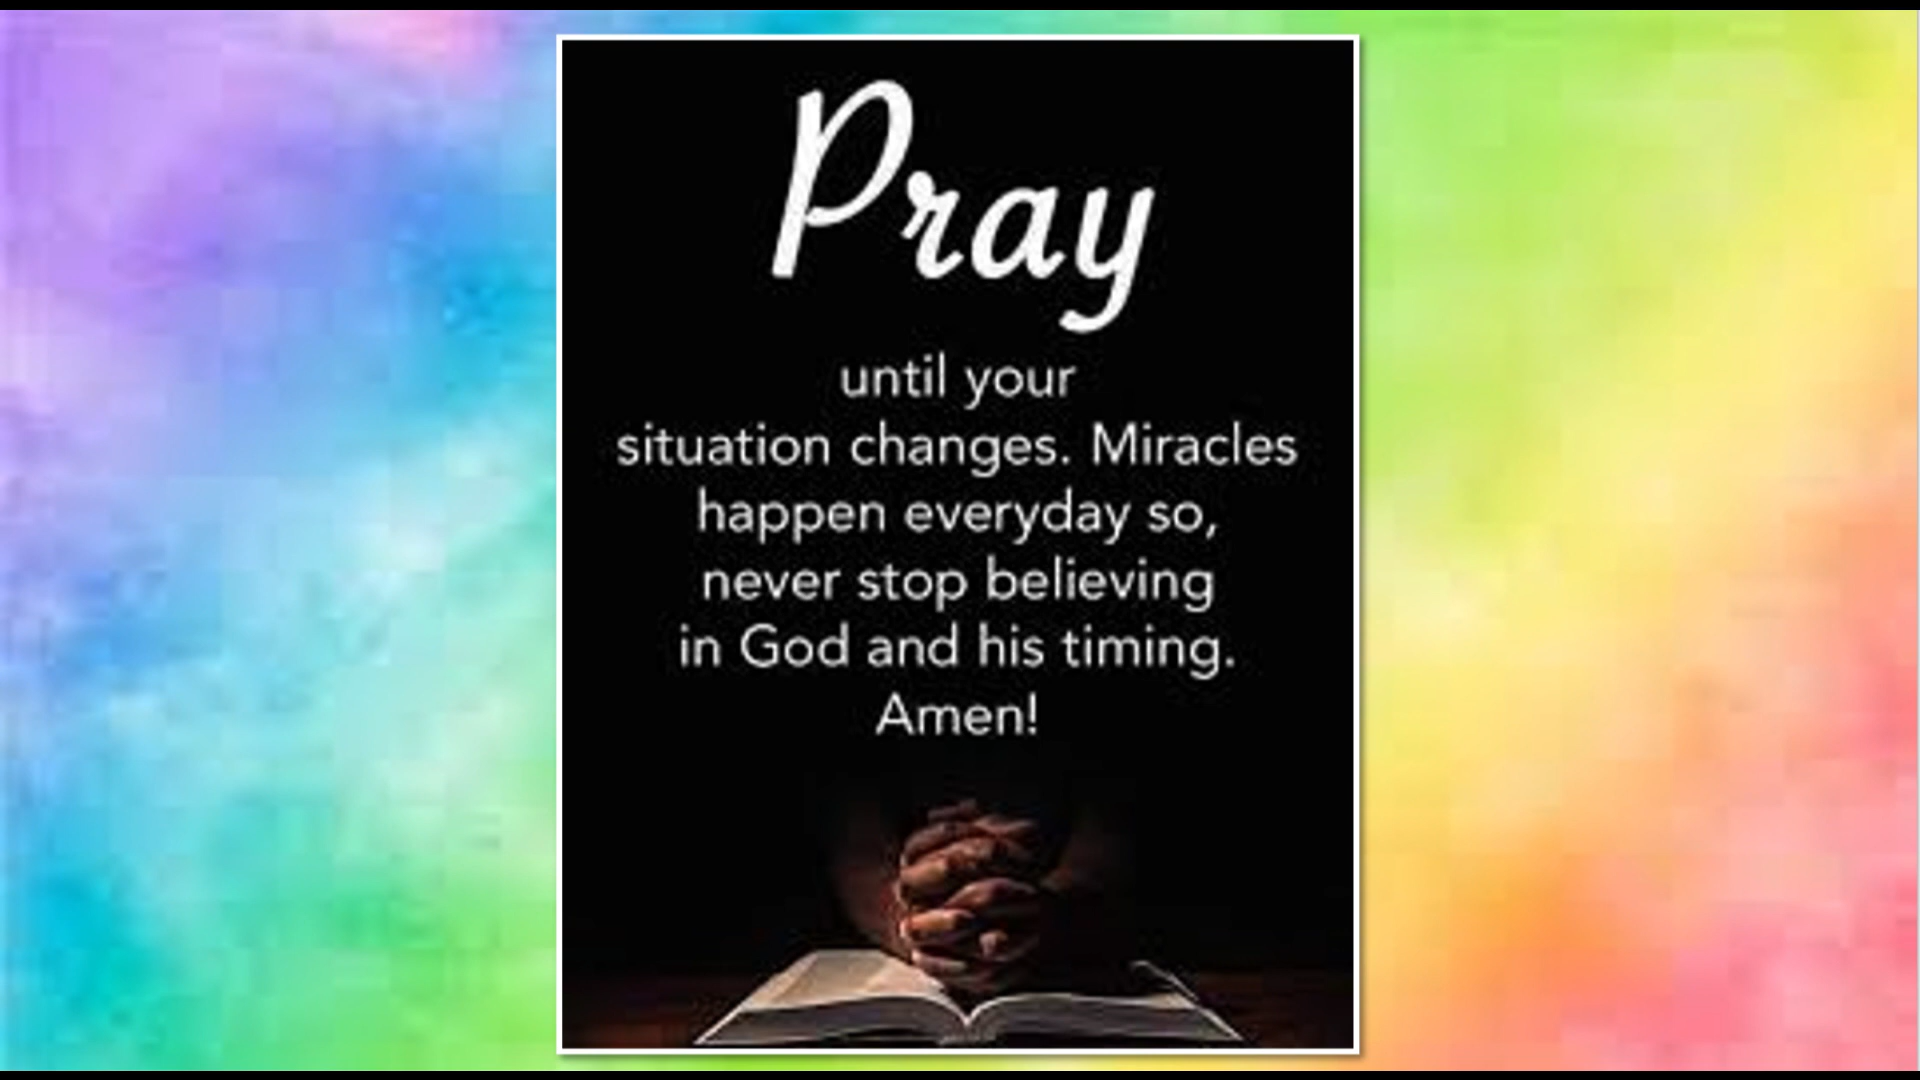 Pray
until your
situation changes. Miracles
happen everyday so,
never stop believing
in God and his timing.
Amen!